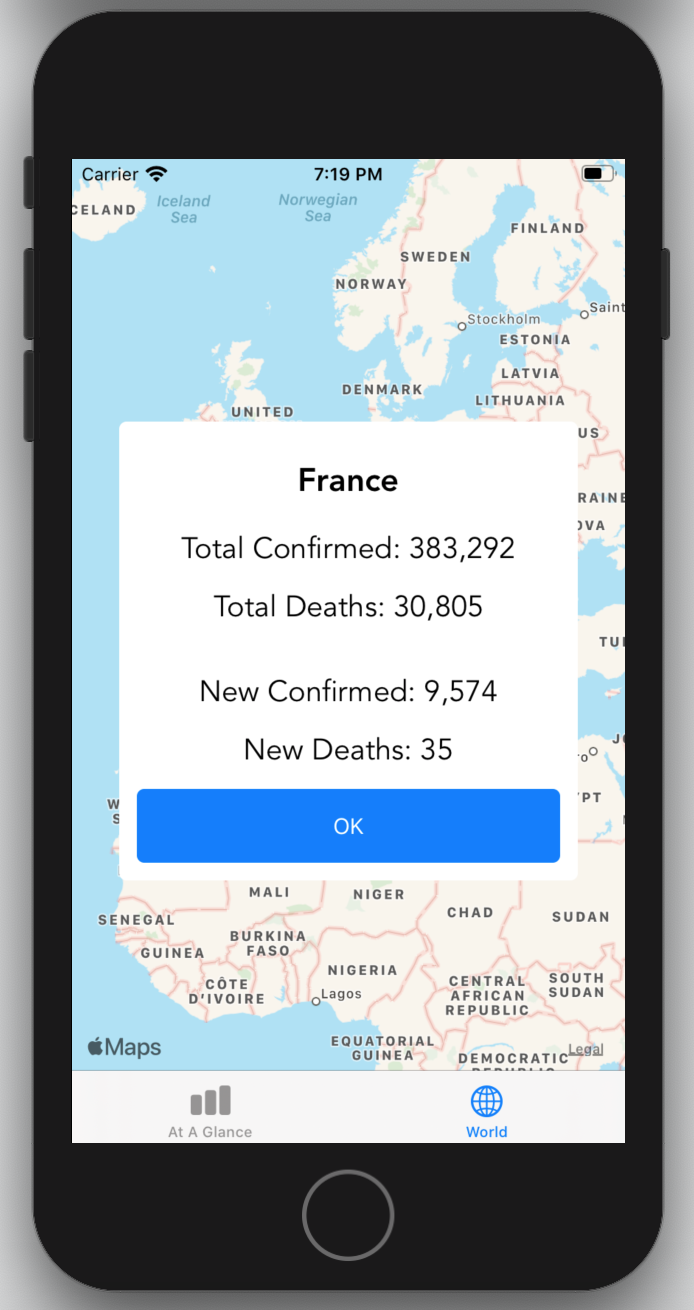 Carrier 7:19 PM
CELAND
Iceland
Sea
Norwegian
Sea
FINLAND
SWEDEN
NORWAY
Saint
Stockholm
ESTONIA
LATVIA
DENMARK
LITHUANIA
UNITED
US
France
RAINE
Total Confirmed: 383,292
OVA
Total Deaths: 30,805
TU
New Confirmed: 9,574
New Deaths: 35
JO
ro
PT
W
S
OK
MALI
NIGER
CHAD
SENEGAL
SUDAN
BURKINA
FASO
GUINEA
NIGERIA
CENTRAL
AFRICAN
REPUBLIC
SOUTH
SUDAN
CÔTE
D'IVOIRE
Lagos
EQUATORIAL
GUINEA
Maps
Legal
DEMOCRATIC
REPUBLIC
At A Glance
World